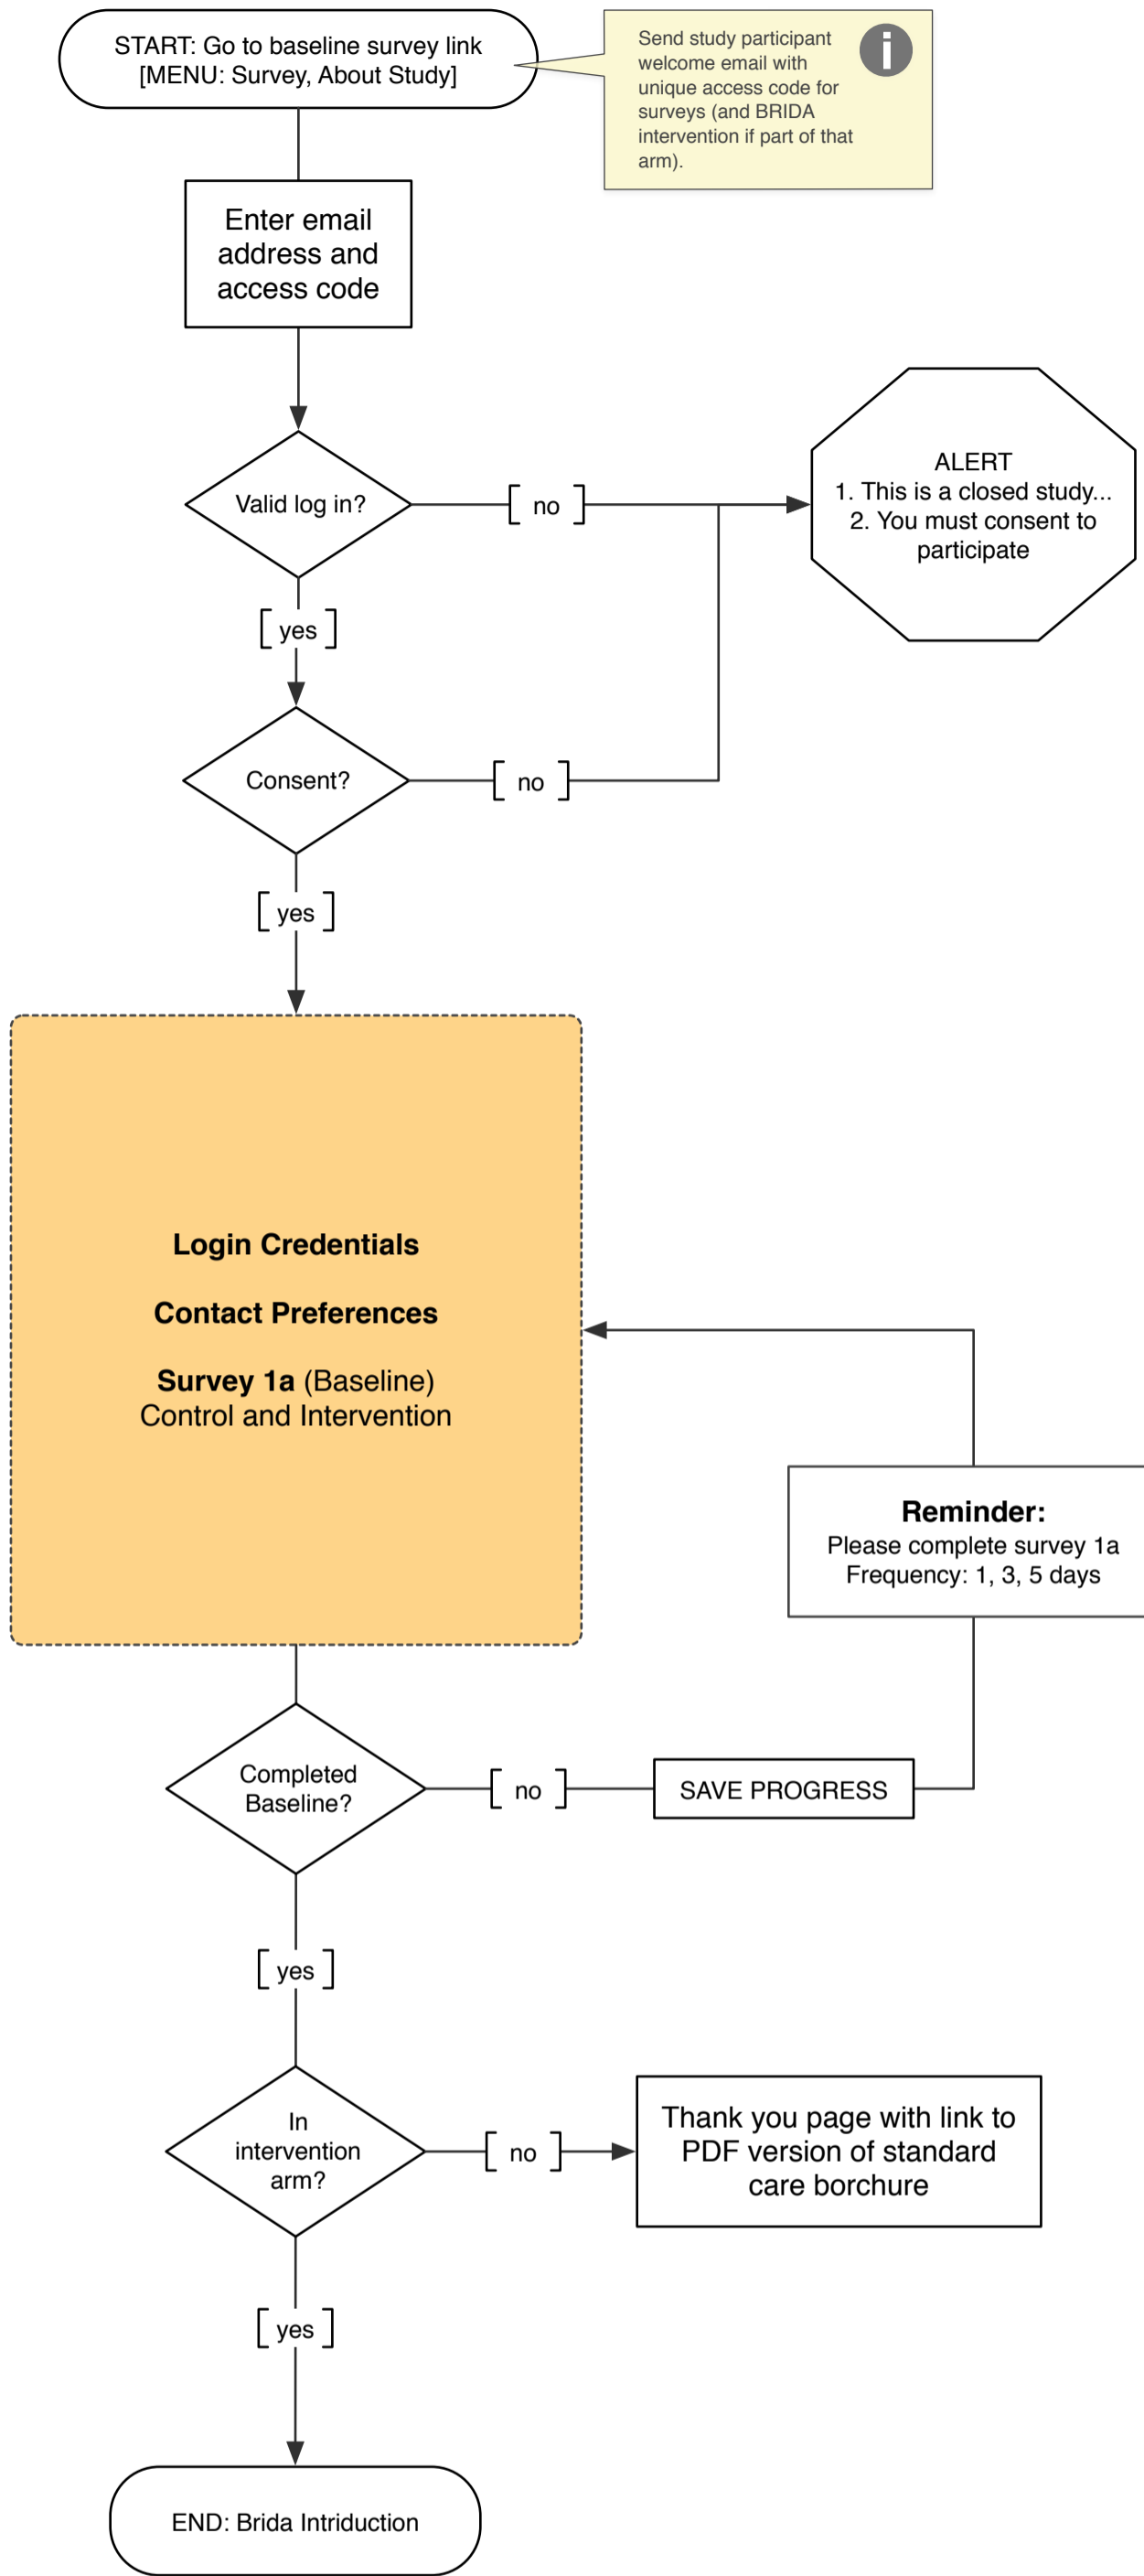 START: Go to baseline survey link
[MENU: Survey, About Study]
Send study participant
welcome email with
unique access code for
surveys (and BRIDA
intervention if part of that
arm).
i
Enter email
address and
access code
Valid log in?
[ no ]
ALERT
1. This is a closed study...
2. You must consent to
participate
[ yes ]
Consent?
[ no ]
[ yes ]
Login Credentials
Contact Preferences
Survey 1a (Baseline)
Control and Intervention
Reminder:
Please complete survey 1a
Frequency: 1, 3, 5 days
Completed
Baseline?
[ no ]
SAVE PROGRESS
[ yes ]
In
intervention
arm?
[ no ]
Thank you page with link to
PDF version of standard
care borchure
[ yes ]
END: Brida Intriduction